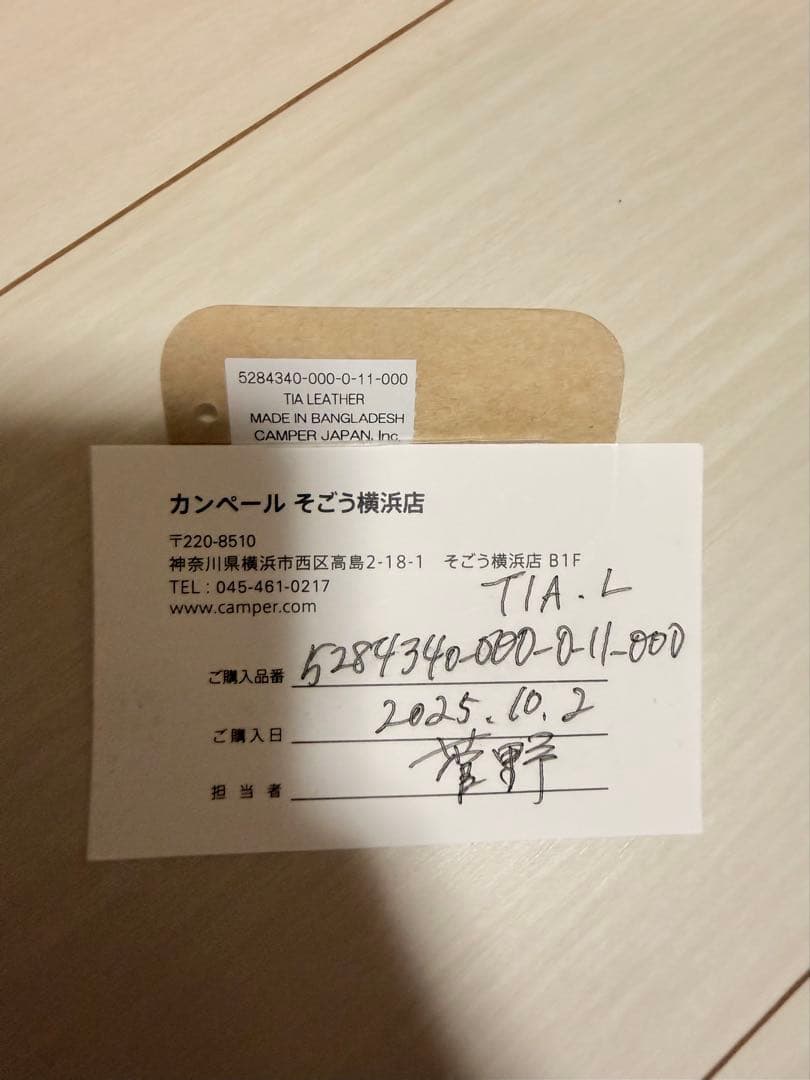 5284340-000-0-11-000
TIA LEATHER
MADE IN BANGLADESH
CAMPER JAPAN, Inc.
カンペール そごう横浜店
〒220-8510
神奈川県横浜市西区高島2-18-1 そごう横浜店 B1F
TEL : 045-461-0217
www.camper.com
TIA.L
ご購入品番 5284340-000-0-11-000
ご購入日 2025.10.2
担当者 菅野